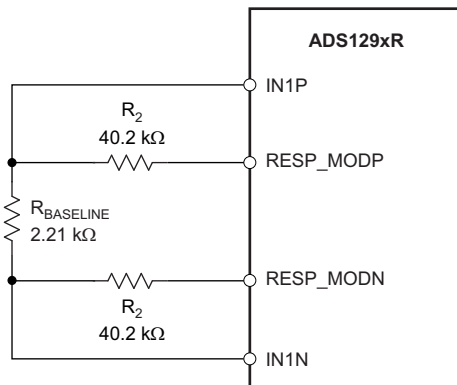 ADS129xR
IN1P
R2
40.2 kΩ
RESP_MODP
RBASELINE
2.21 kΩ
RESP_MODN
R2
40.2 kΩ
IN1N